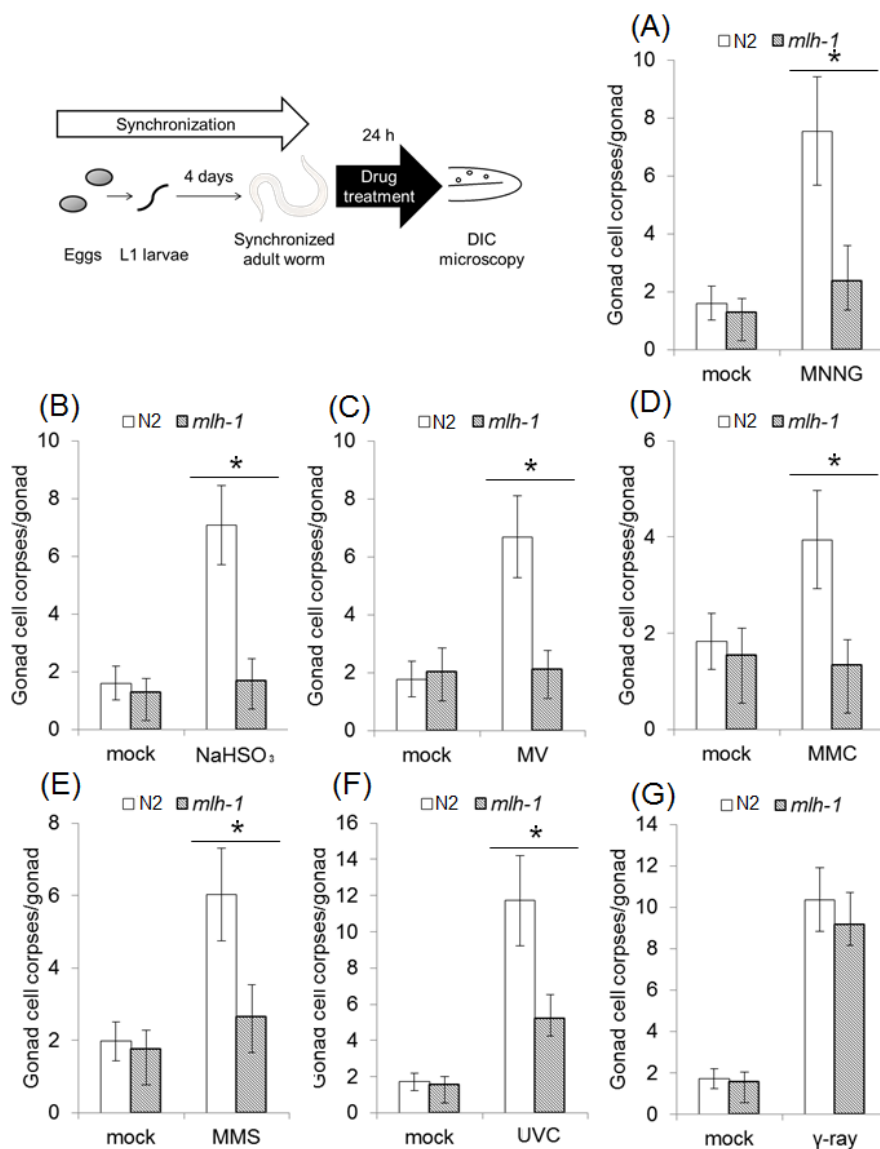 (A)
N2 mlh-1
*
10
8
6
4
2
0
Gonad cell corpses/gonad
mock MNNG
Synchronization
24 h
4 days
Drug
treatment
Eggs L1 larvae
Synchronized
adult worm
DIC
microscopy
(B)
N2 mlh-1
*
10
8
6
4
2
0
Gonad cell corpses/gonad
mock NaHSO₃
(C)
N2 mlh-1
*
10
8
6
4
2
0
Gonad cell corpses/gonad
mock MV
(D)
N2 mlh-1
*
6
4
2
0
Gonad cell corpses/gonad
mock MMC
(E)
N2 mlh-1
*
8
6
4
2
0
Gonad cell corpses/gonad
mock MMS
(F)
N2 mlh-1
*
16
14
12
10
8
6
4
2
0
Gonad cell corpses/gonad
mock UVC
(G)
N2 mlh-1
14
12
10
8
6
4
2
0
Gonad cell corpses/gonad
mock γ-ray